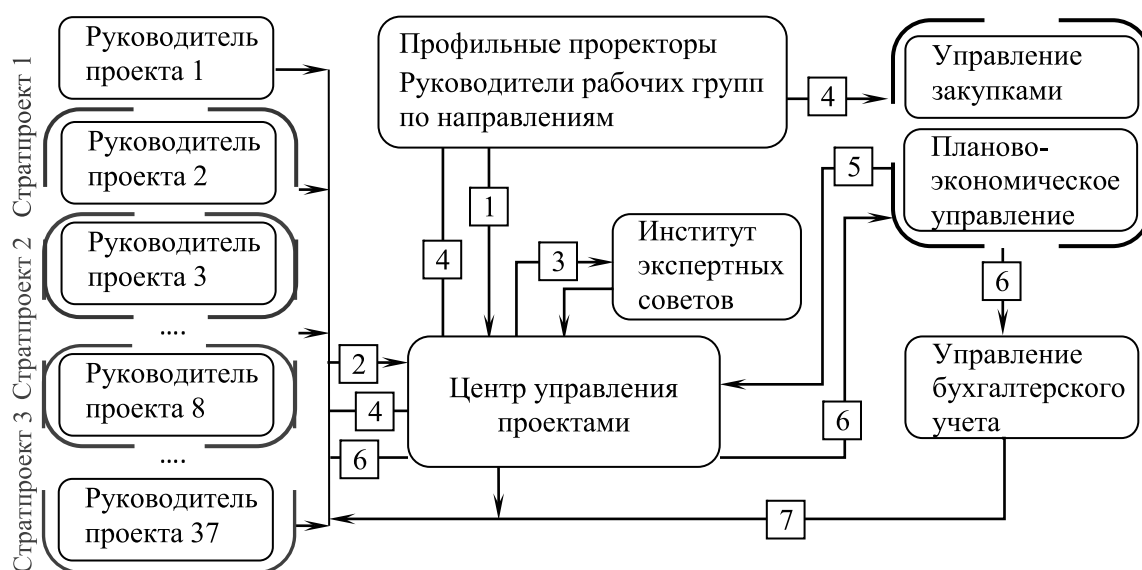 Стратпроект 1
Стратпроект 2
Стратпроект 3
Руководитель
проекта 1
Руководитель
проекта 2
Руководитель
проекта 3
....
Руководитель
проекта 8
....
Руководитель
проекта 37
Профильные проректоры
Руководители рабочих групп
по направлениям
4
Управление
закупками
Планово-
экономическое
управление
5
1
4
3
Институт
экспертных
советов
6
2
Центр управления
проектами
4
6
6
Управление
бухгалтерского
учета
7